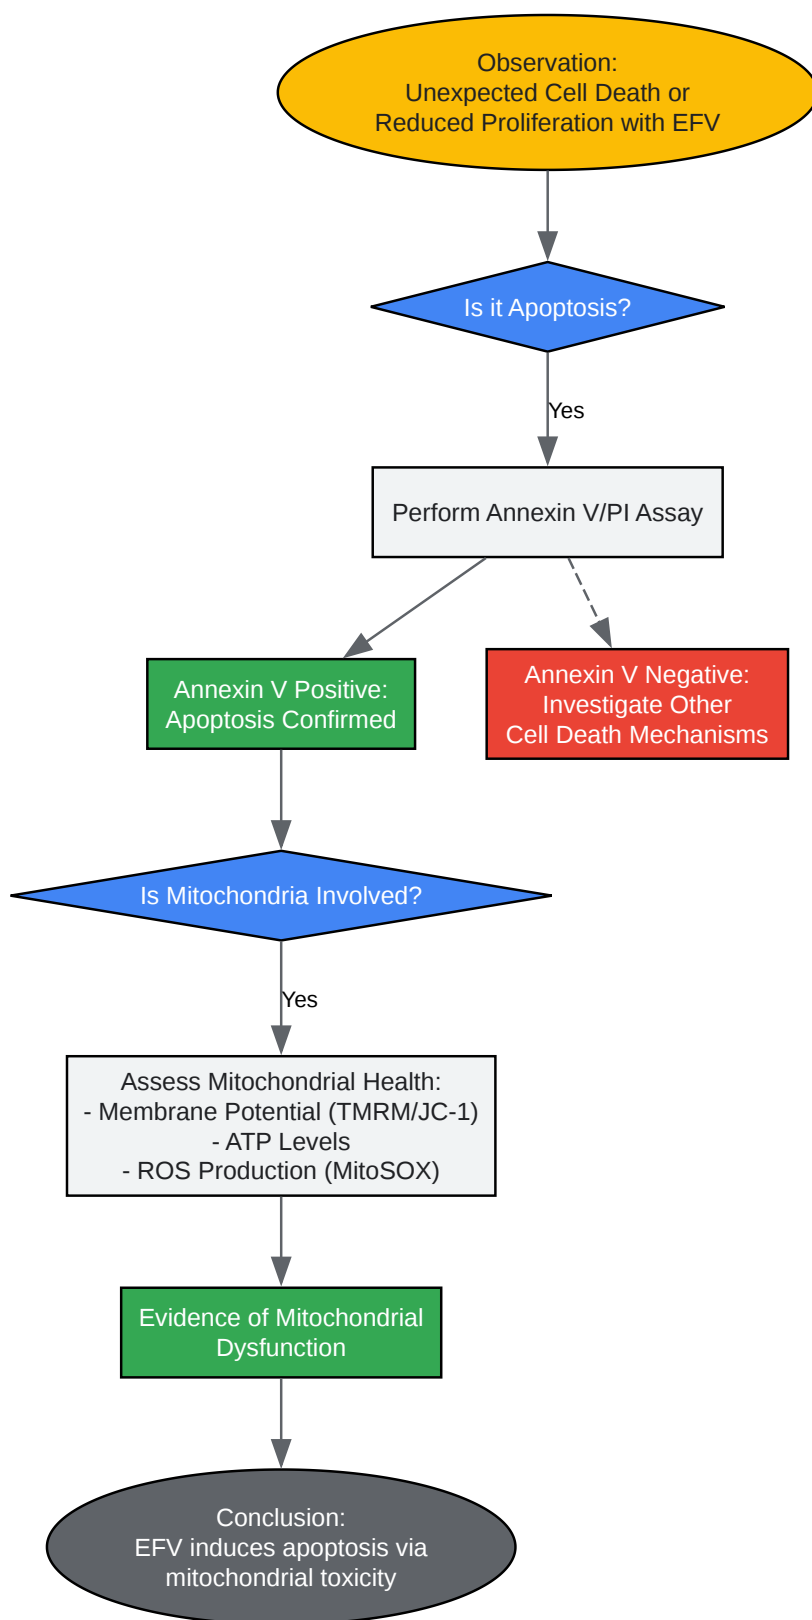 Observation:
Unexpected Cell Death or
Reduced Proliferation with EFV
Is it Apoptosis?
Yes
Perform Annexin V/PI Assay
Annexin V Positive:
Apoptosis Confirmed
Annexin V Negative:
Investigate Other
Cell Death Mechanisms
Is Mitochondria Involved?
Yes
Assess Mitochondrial Health:
- Membrane Potential (TMRM/JC-1)
- ATP Levels
- ROS Production (MitoSOX)
Evidence of Mitochondrial
Dysfunction
Conclusion:
EFV induces apoptosis via
mitochondrial toxicity